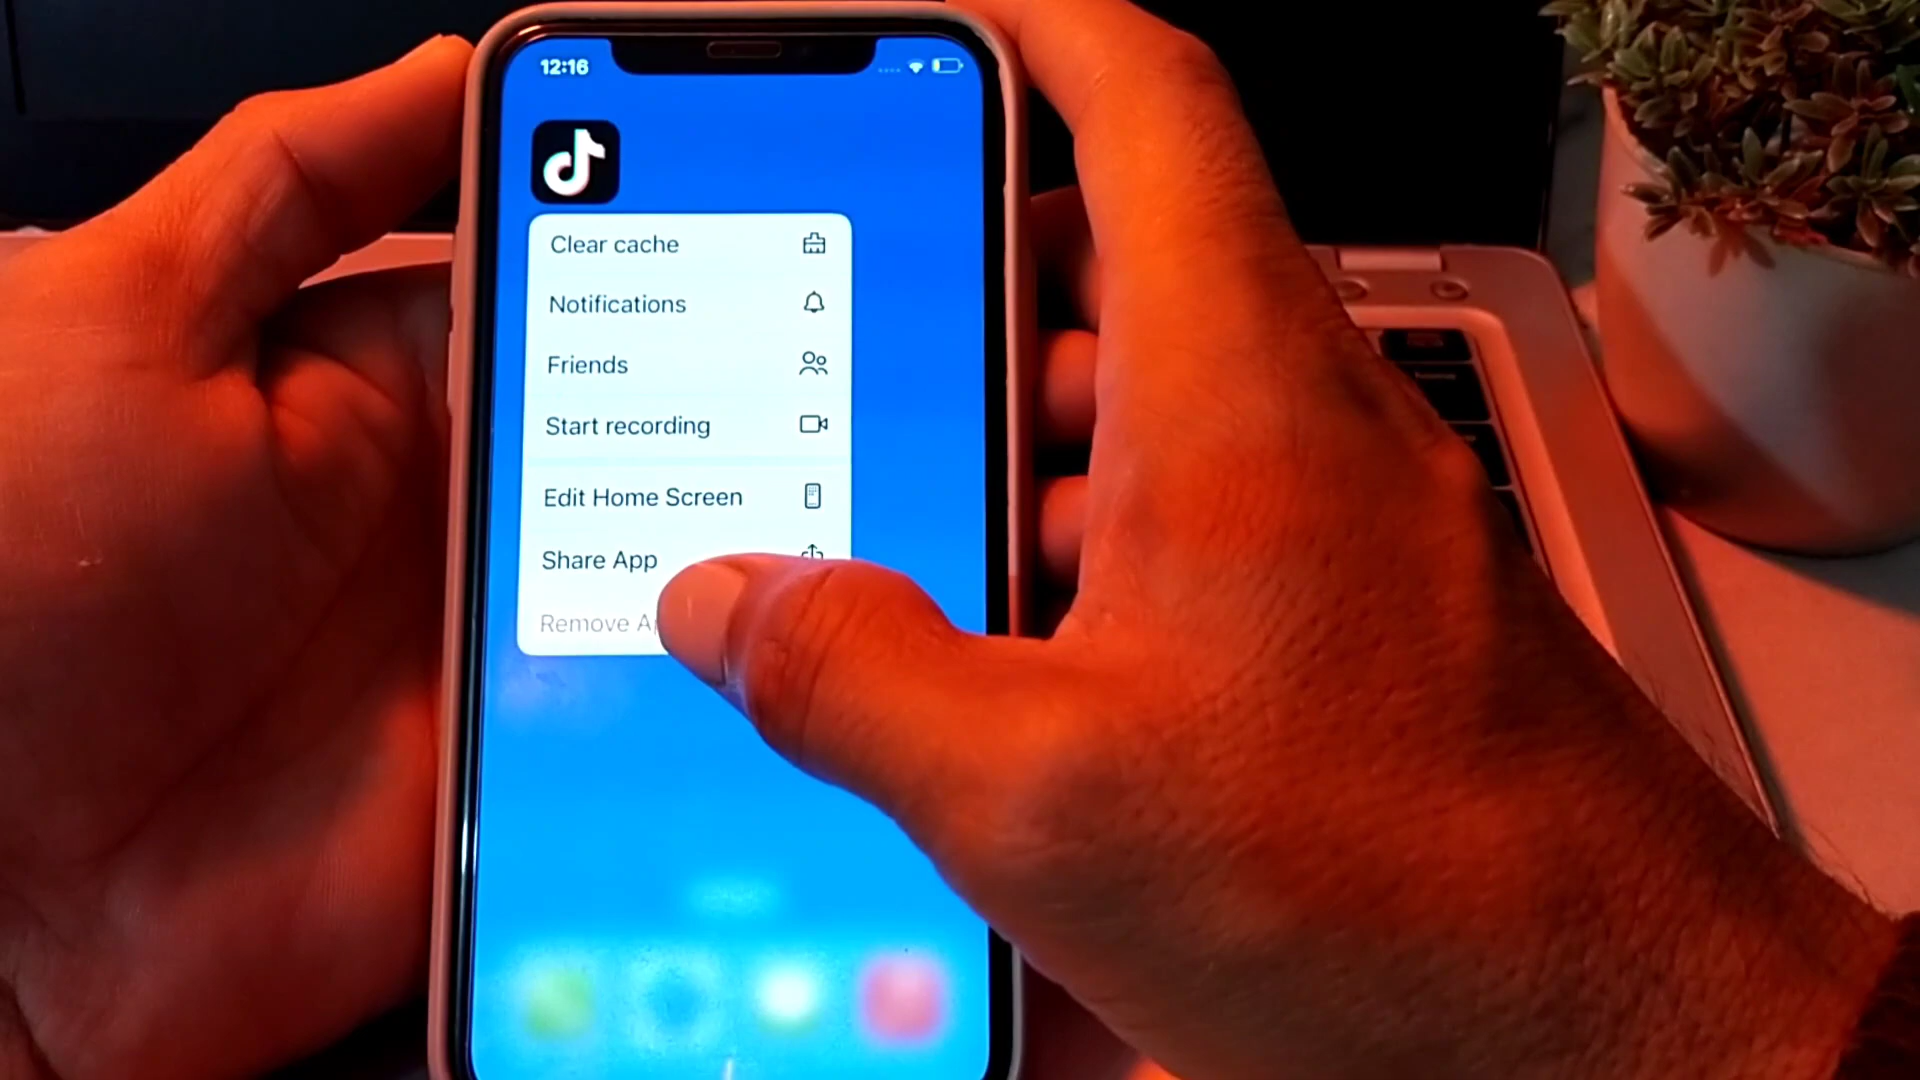 12:16
Clear cache
Notifications
Friends
Start recording
Edit Home Screen
Share App
Remove